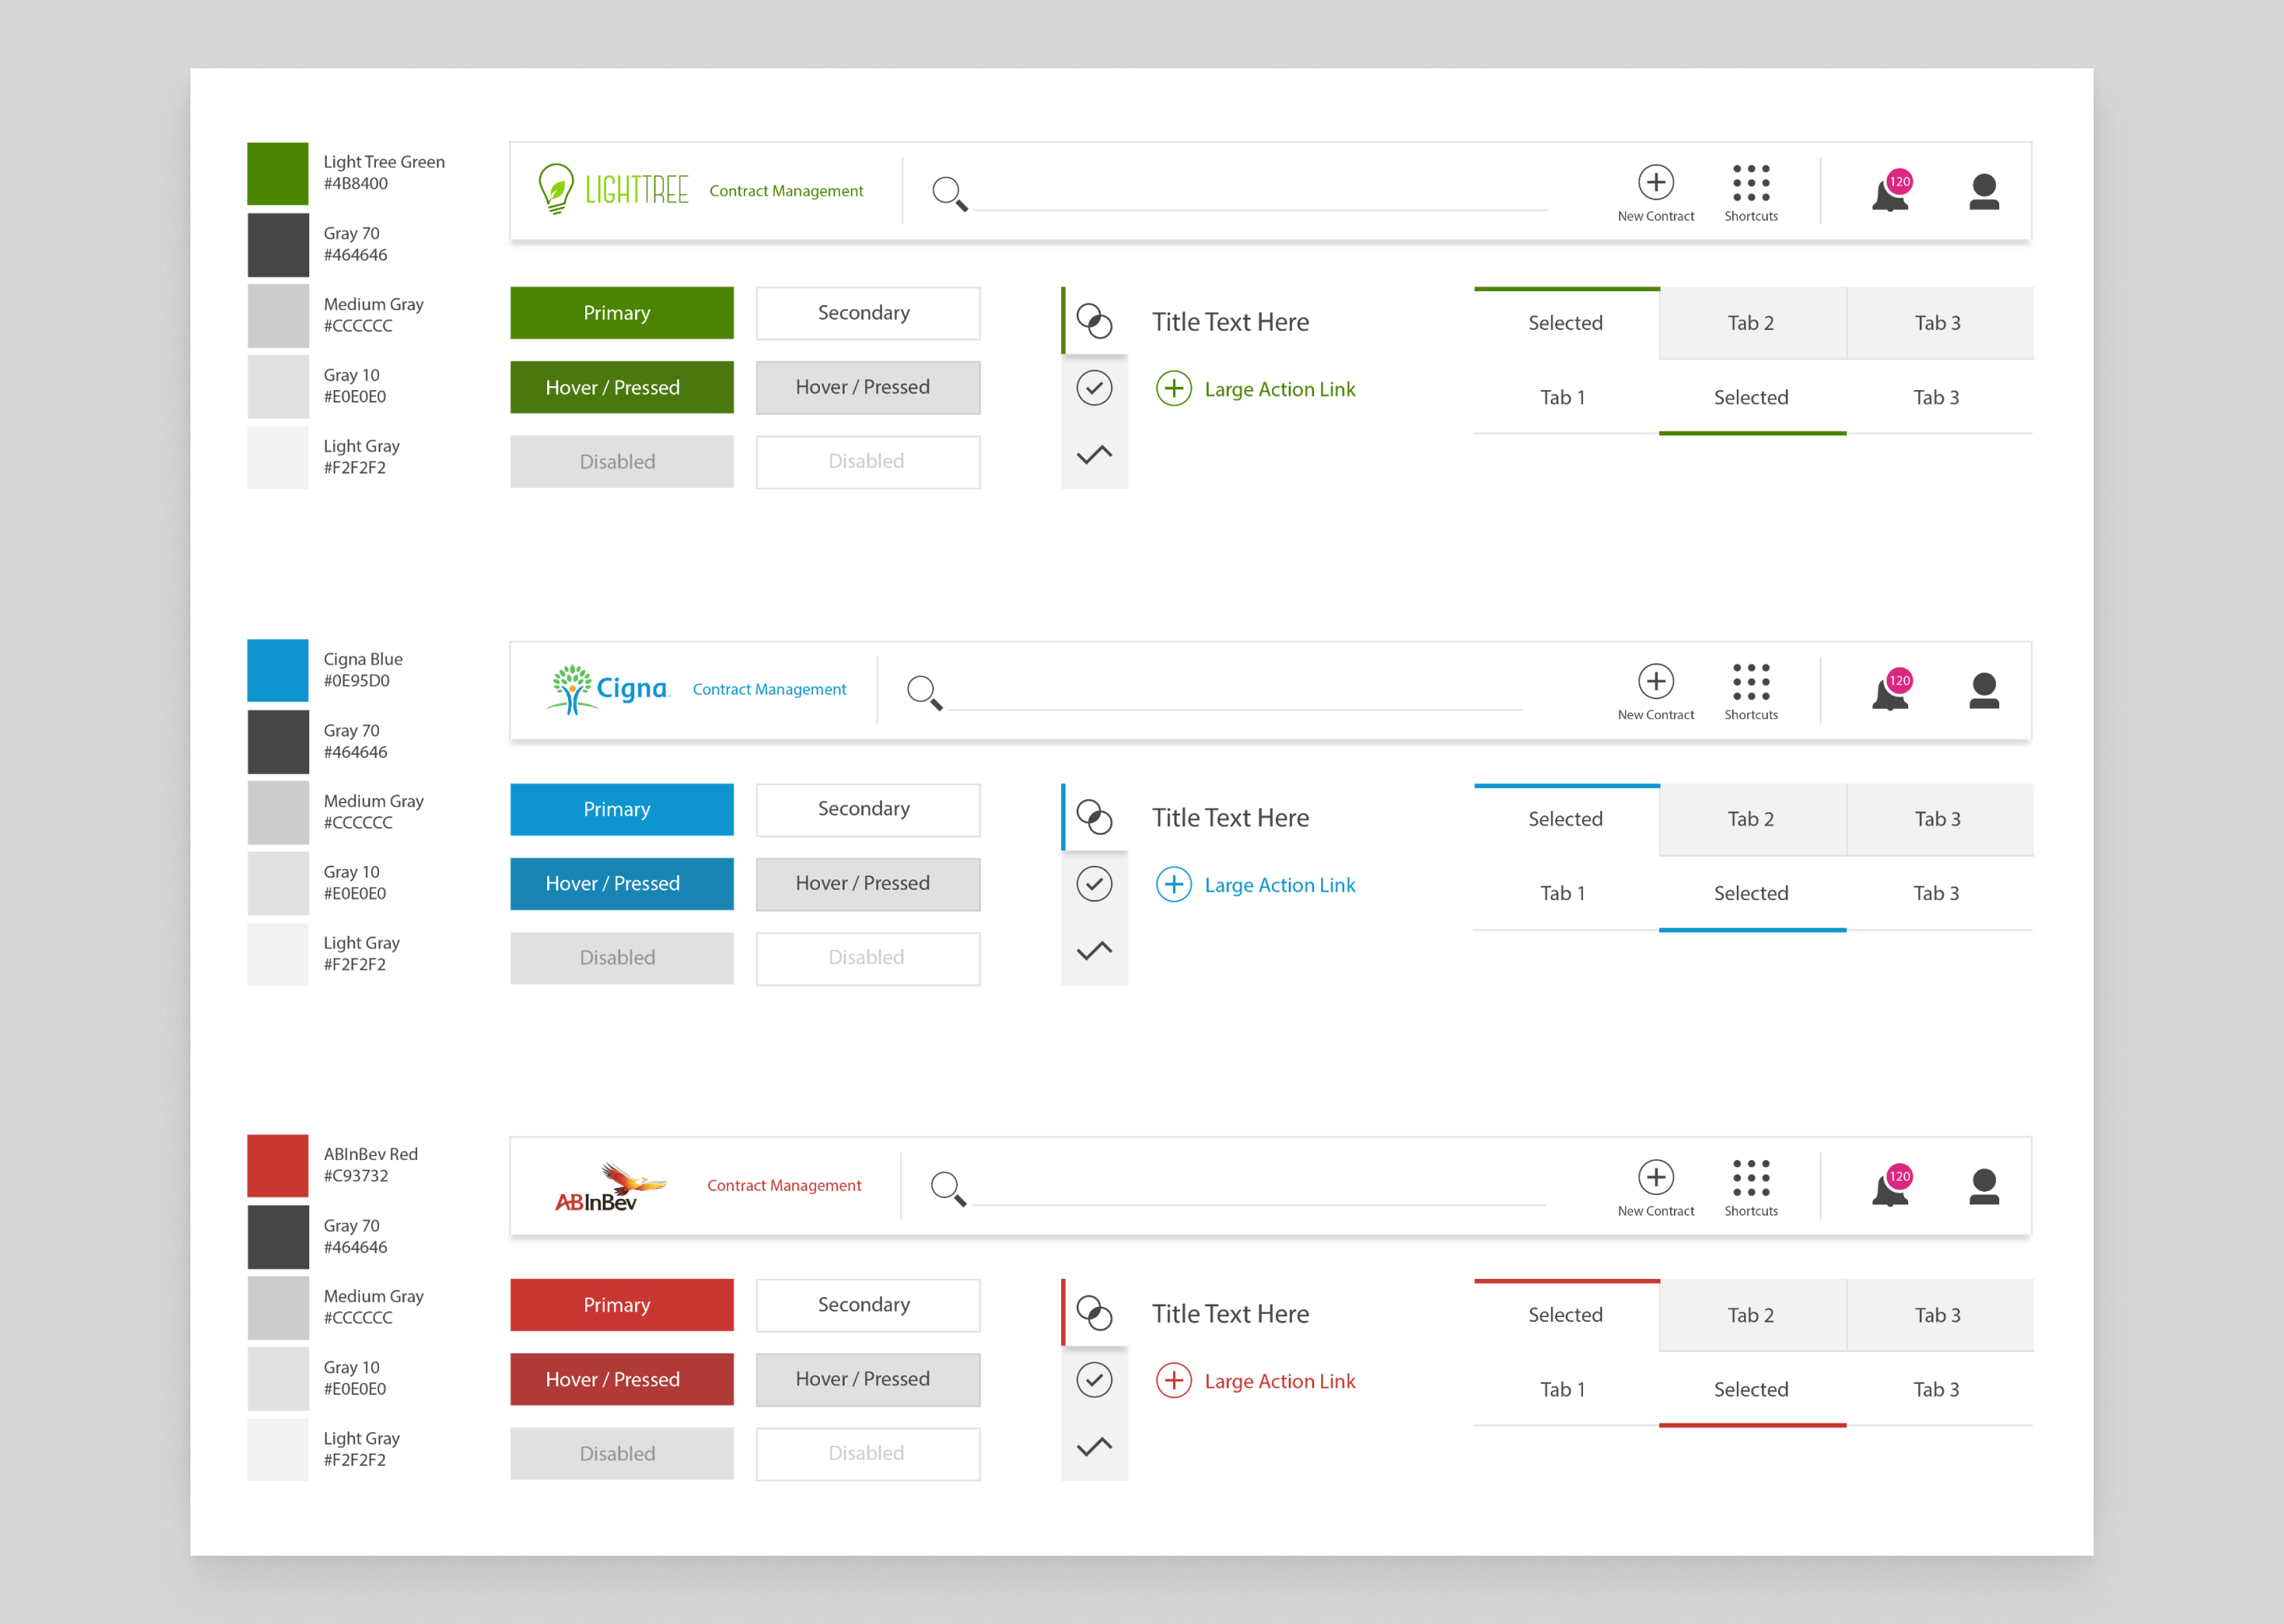 Light Tree Green
#4B8400
Gray 70
#464646
Medium Gray
#CCCCCC
Gray 10
#E0E0E0
Light Gray
#F2F2F2
LIGHTTREE Contract Management
New Contract Shortcuts
120
Primary Secondary
Hover / Pressed Hover / Pressed
Disabled Disabled
Title Text Here
Large Action Link
Selected Tab 2 Tab 3
Tab 1 Selected Tab 3
Cigna Blue
#0E95D0
Gray 70
#464646
Medium Gray
#CCCCCC
Gray 10
#E0E0E0
Light Gray
#F2F2F2
Cigna Contract Management
New Contract Shortcuts
120
Primary Secondary
Hover / Pressed Hover / Pressed
Disabled Disabled
Title Text Here
Large Action Link
Selected Tab 2 Tab 3
Tab 1 Selected Tab 3
ABInBev Red
#C93732
Gray 70
#464646
Medium Gray
#CCCCCC
Gray 10
#E0E0E0
Light Gray
#F2F2F2
ABInBev Contract Management
New Contract Shortcuts
120
Primary Secondary
Hover / Pressed Hover / Pressed
Disabled Disabled
Title Text Here
Large Action Link
Selected Tab 2 Tab 3
Tab 1 Selected Tab 3